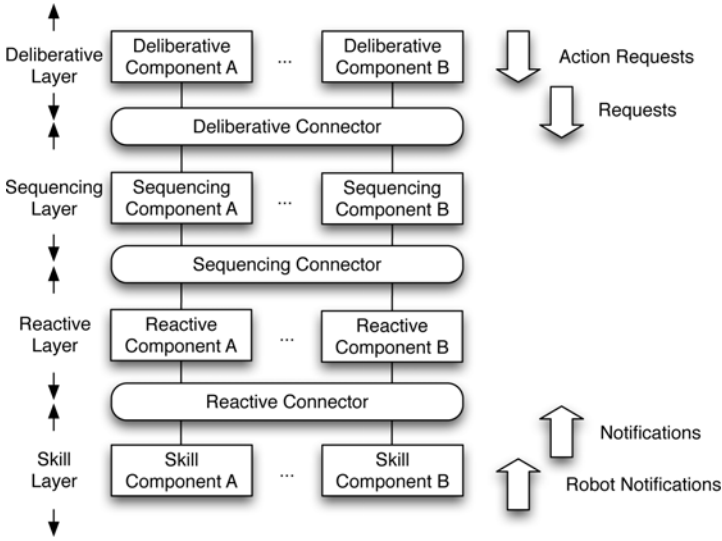 Deliberative
Layer
Deliberative
Component A
...
Deliberative
Component B
Action Requests
Requests
Deliberative Connector
Sequencing
Layer
Sequencing
Component A
...
Sequencing
Component B
Sequencing Connector
Reactive
Layer
Reactive
Component A
...
Reactive
Component B
Reactive Connector
Notifications
Skill
Layer
Skill
Component A
...
Skill
Component B
Robot Notifications